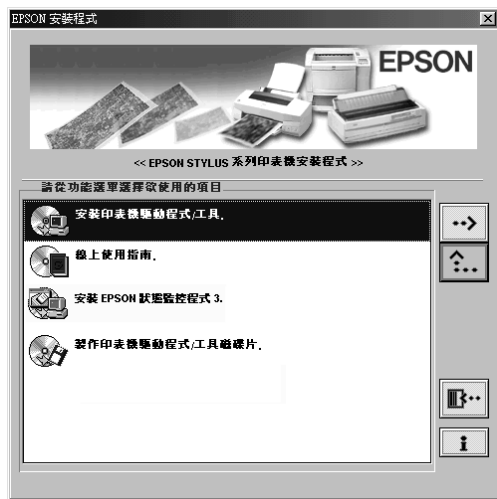 EPSON 安裝程式
EPSON
<< EPSON STYLUS 系列印表機安裝程式 >>
請從功能選單選擇欲使用的項目
安裝印表機驅動程式/工具.
線上使用指南.
安裝 EPSON 狀態監控程式 3.
製作印表機驅動程式/工具磁碟片.